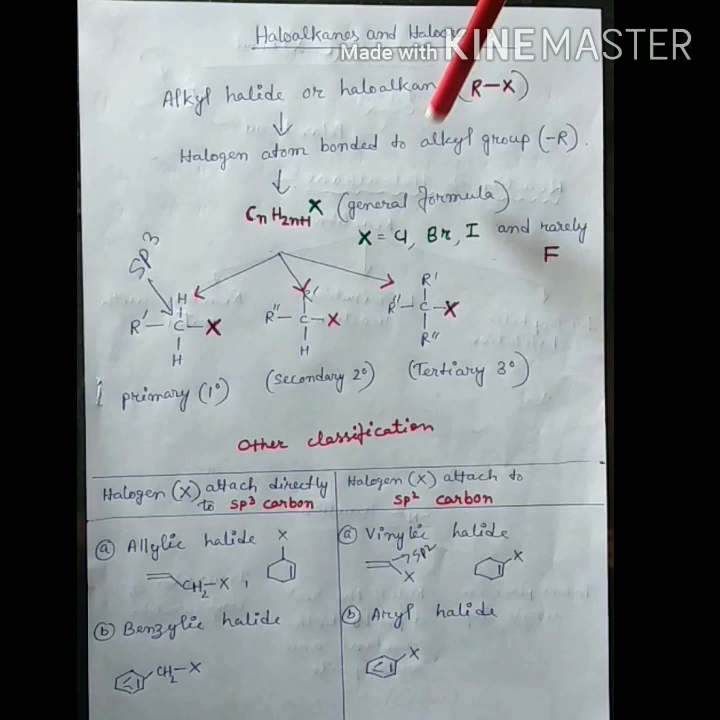 Haloalkanes and
Made with KINEMASTER
Alkyl halide or haloalkan (R-X)
↓
Halogen atom bonded to alkyl group (-R).
↓
CnH2n+1X (general formula)
X = Cl, Br, I and rarely
F
SP3
H
R'-C-X
H
R'
R''-C-X
H
R'
R''-C-X
R''
primary (1°)
(Secondary 2°)
(Tertiary 3°)
Other classification
Halogen (X) attach directly
to SP3 carbon
Halogen (X) attach to
SP2 carbon
(a) Allylic halide
X
CH2-X ,
(a) Vinylic halide
SP2
X
X
(b) Benzylic halide
CH2-X
(b) Aryl halide
X